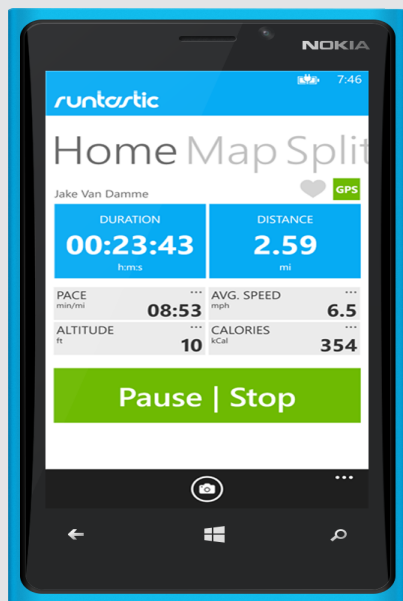 NOKIA
7:46
runtastic
Home Map Split
Jake Van Damme
GPS
DURATION DISTANCE
00:23:43 2.59
h:m:s mi
PACE ... AVG. SPEED ...
min/mi 08:53 mph 6.5
ALTITUDE ... CALORIES ...
ft 10 kCal 354
Pause | Stop
...